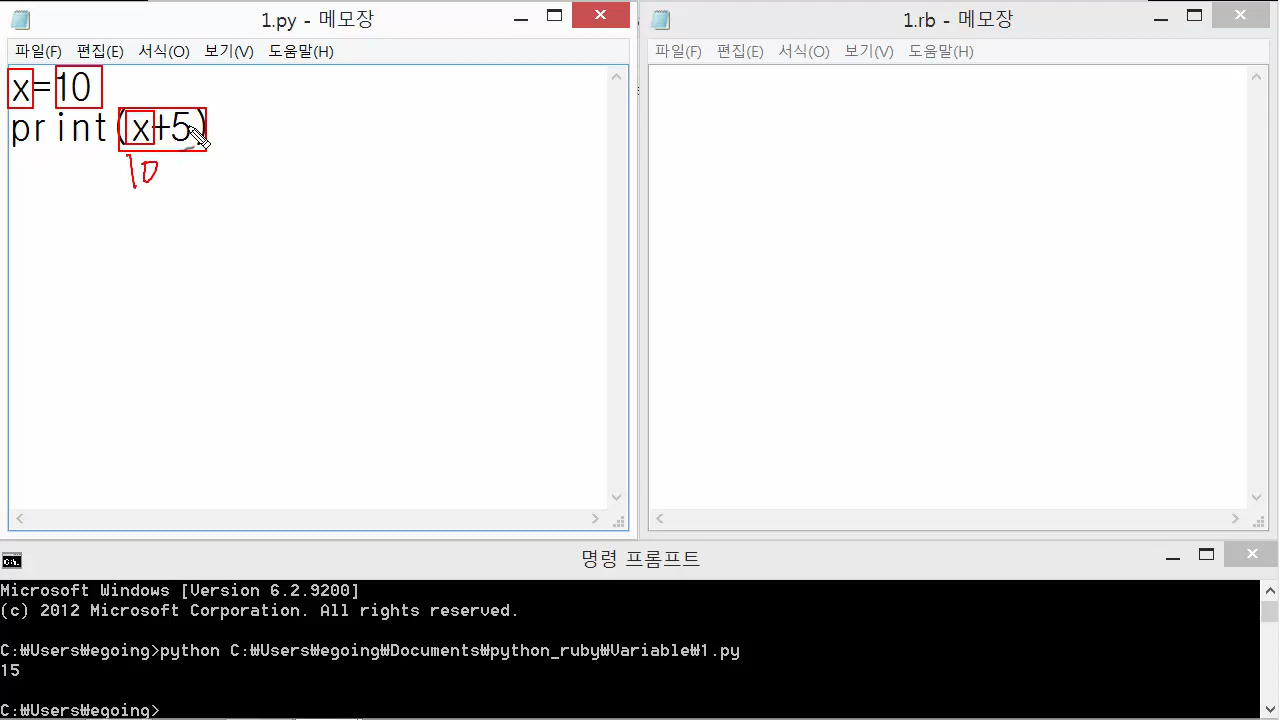 1.py - 메모장
파일(F) 편집(E) 서식(O) 보기(V) 도움말(H)
x=10
print(x+5)
10
1.rb - 메모장
파일(F) 편집(E) 서식(O) 보기(V) 도움말(H)
명령 프롬프트
Microsoft Windows [Version 6.2.9200]
(c) 2012 Microsoft Corporation. All rights reserved.
C:₩Users₩egoing>python C:₩Users₩egoing₩Documents₩python_ruby₩Variable₩1.py
15
C:₩Users₩egoing>